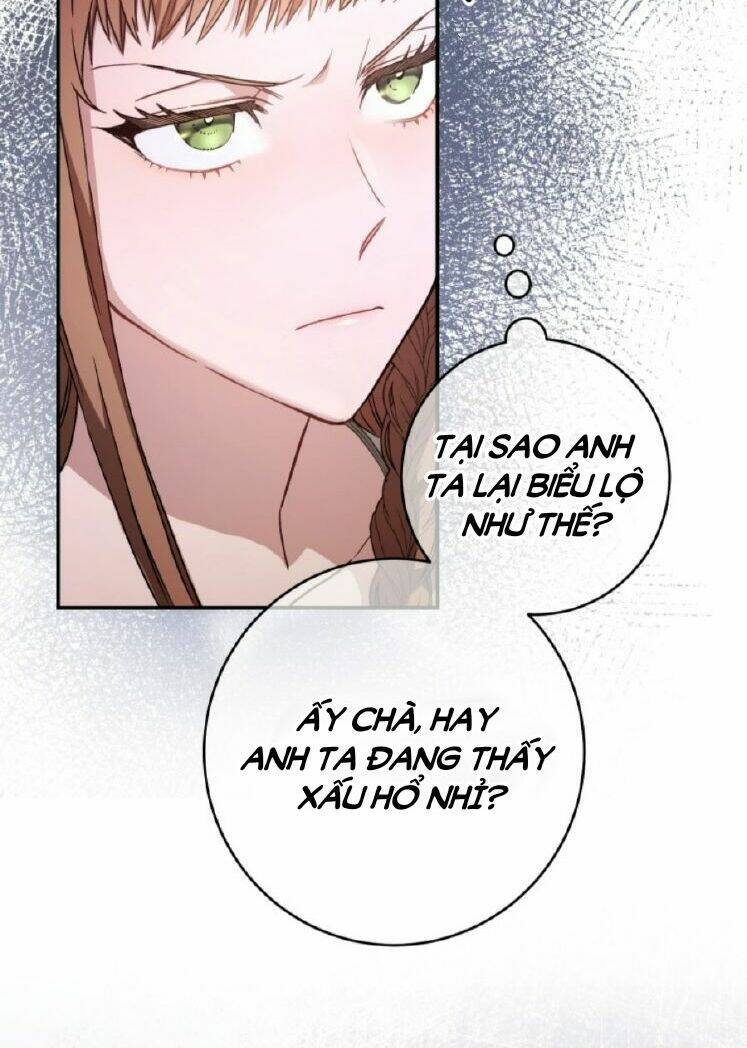 TẠI SAO ANH
TA LẠI BIỂU LỘ
NHƯ THẾ?
ẤY CHÀ, HAY
ANH TA ĐANG THẤY
XẤU HỔ NHỈ?